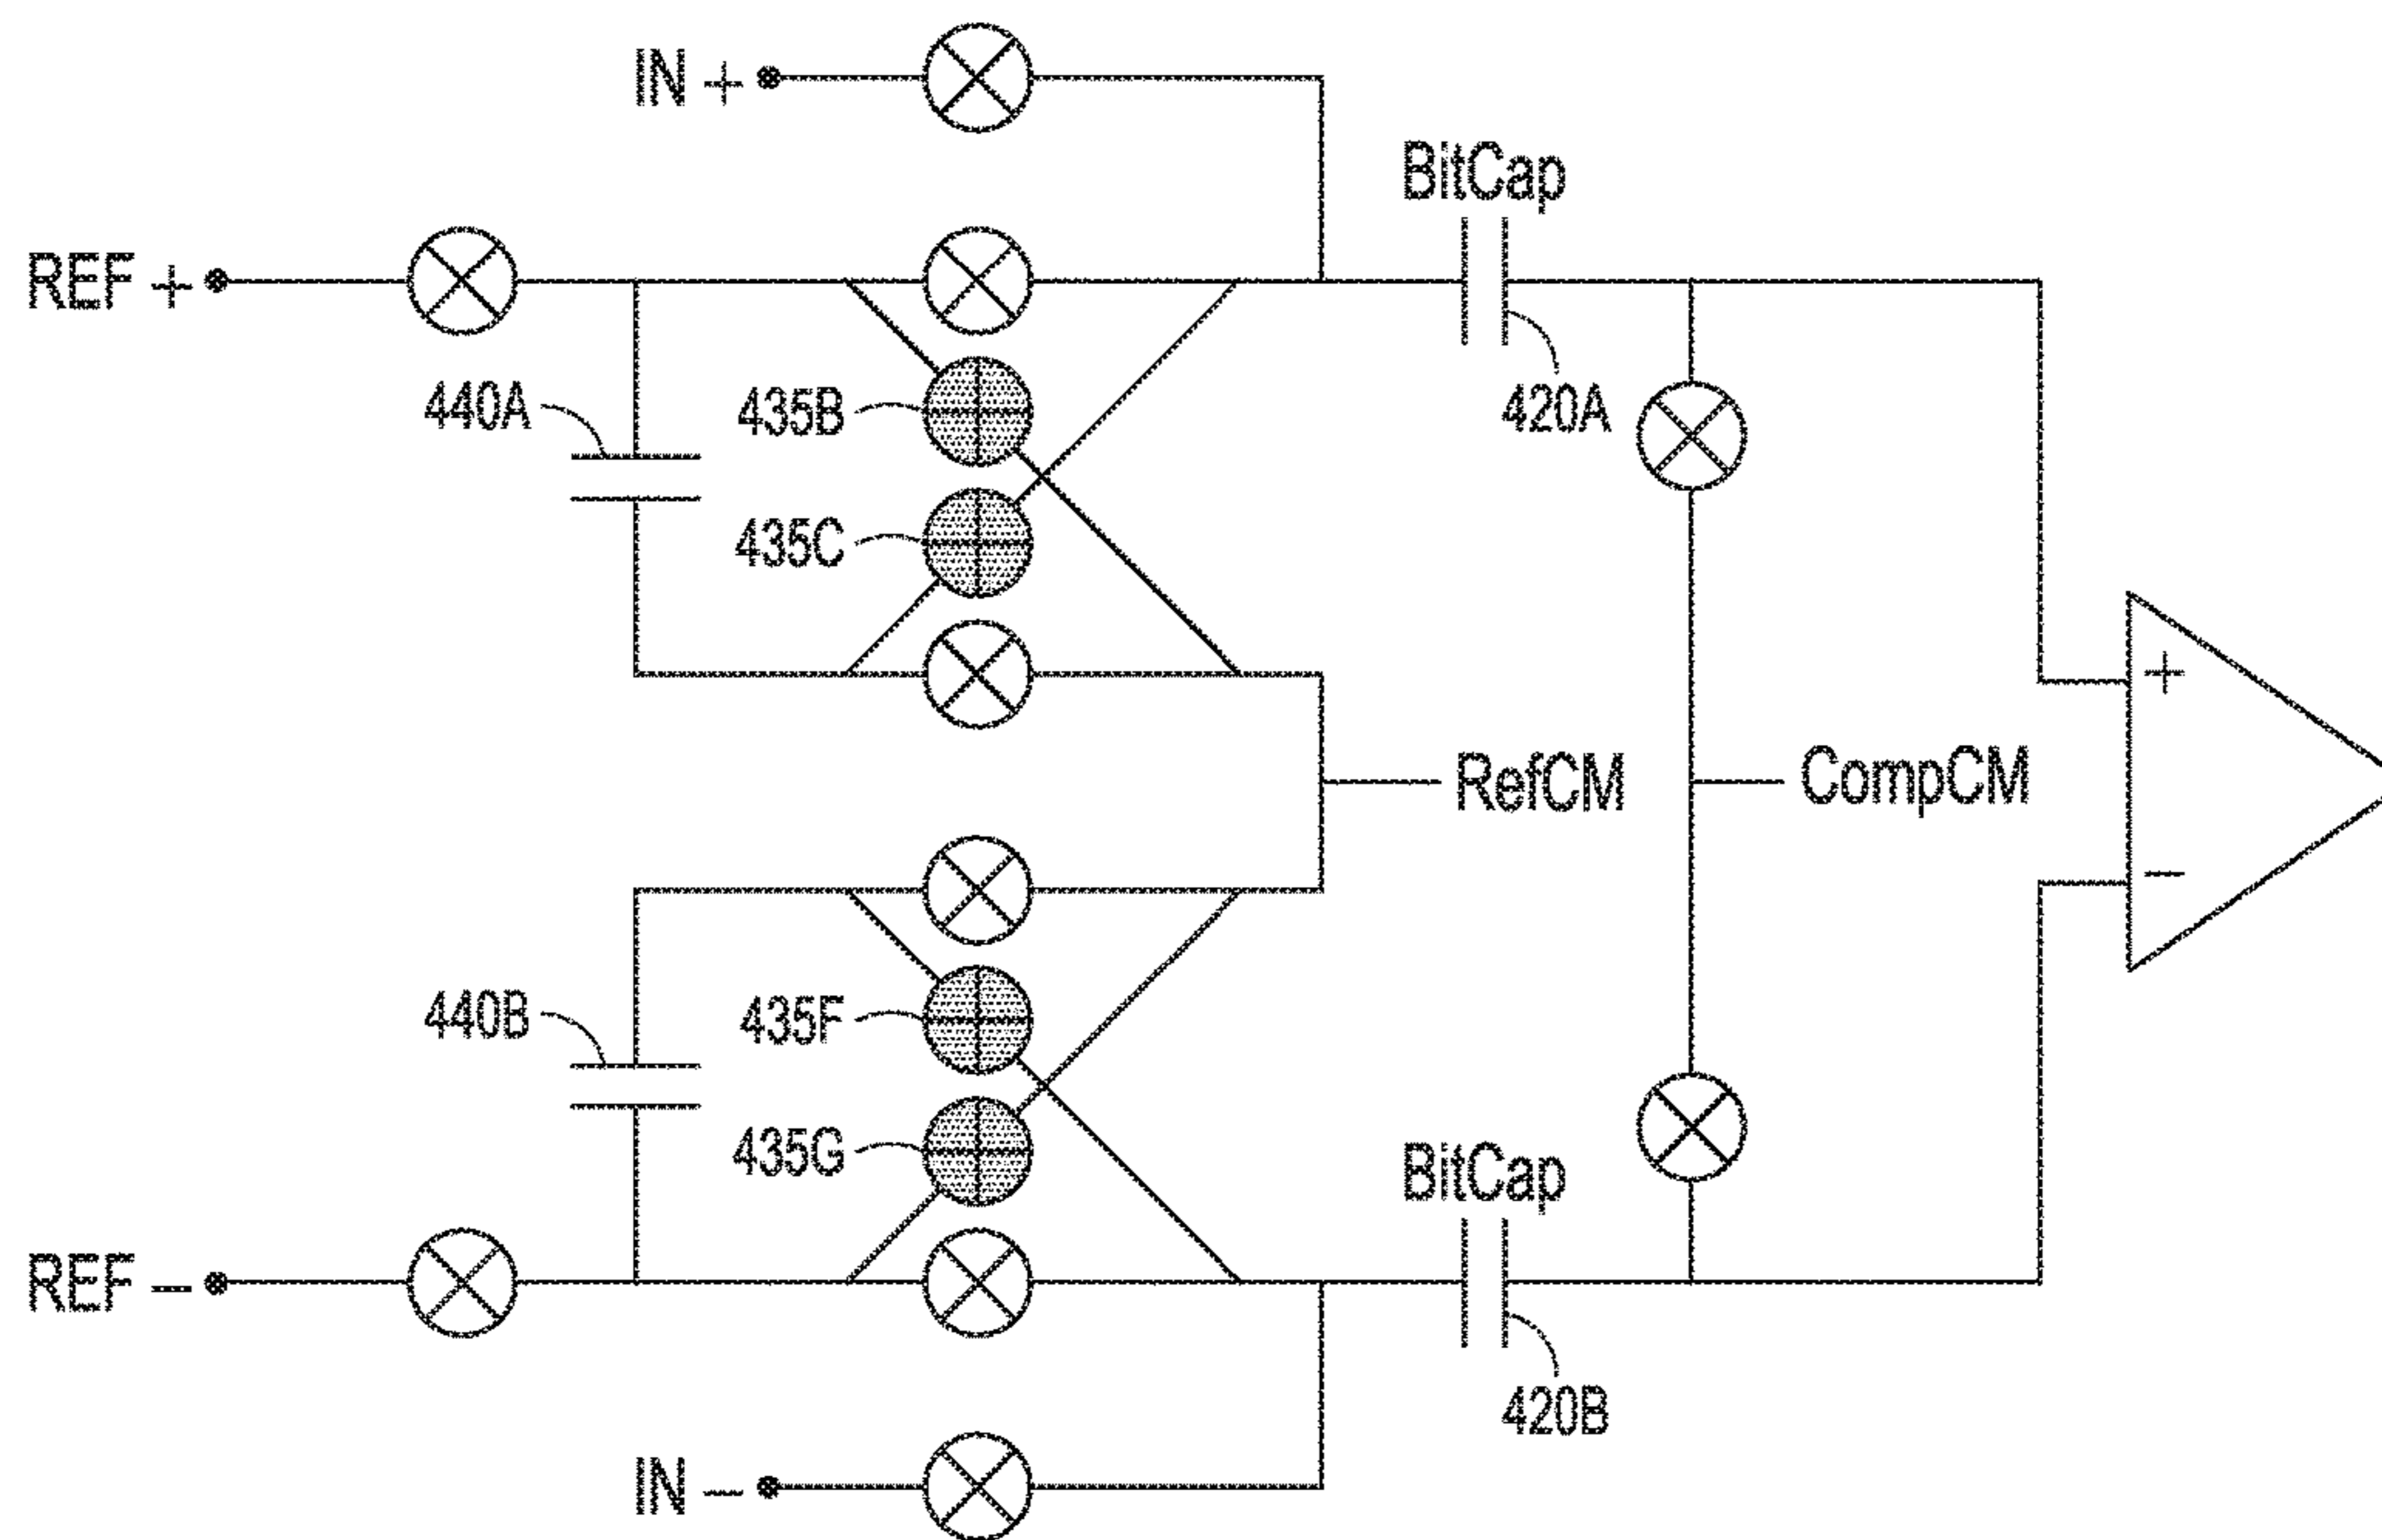 IN +
BitCap
REF +
440A
435B
420A
435C
+
RefCM
CompCM
−
440B
435F
435G
BitCap
REF −
420B
IN −